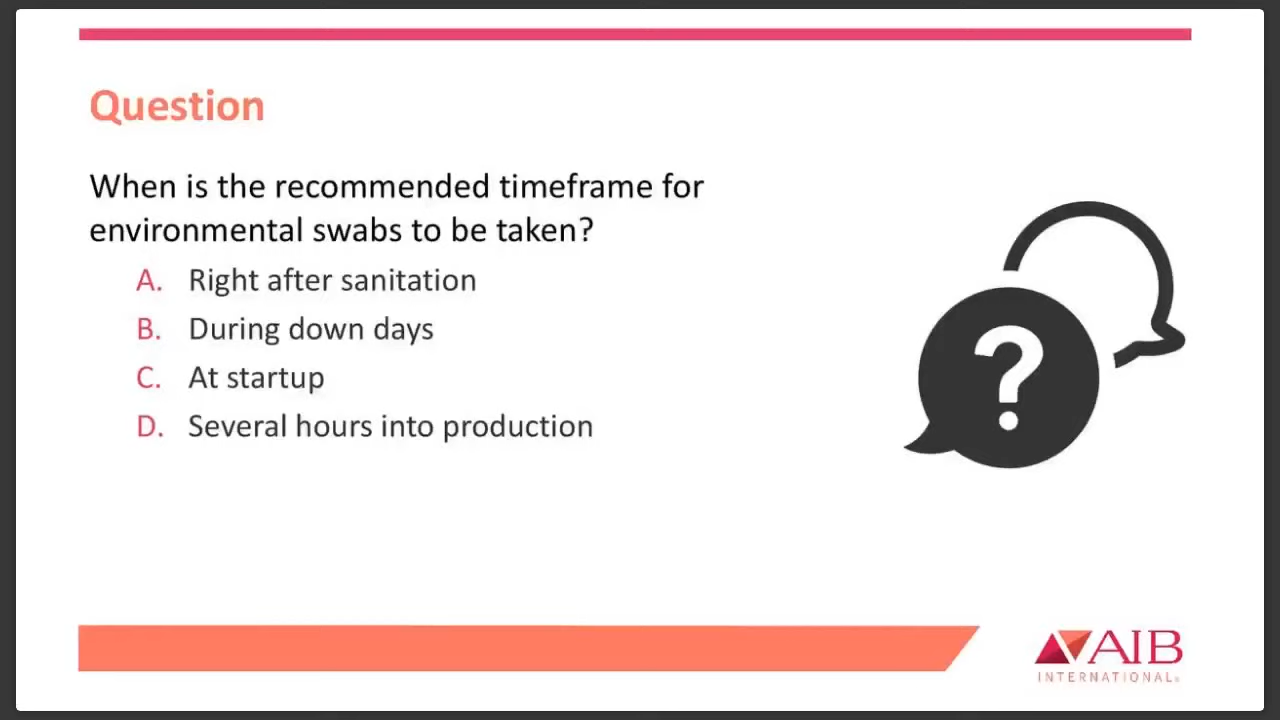 Question
When is the recommended timeframe for
environmental swabs to be taken?
A. Right after sanitation
B. During down days
C. At startup
D. Several hours into production
?
AIB
INTERNATIONAL®